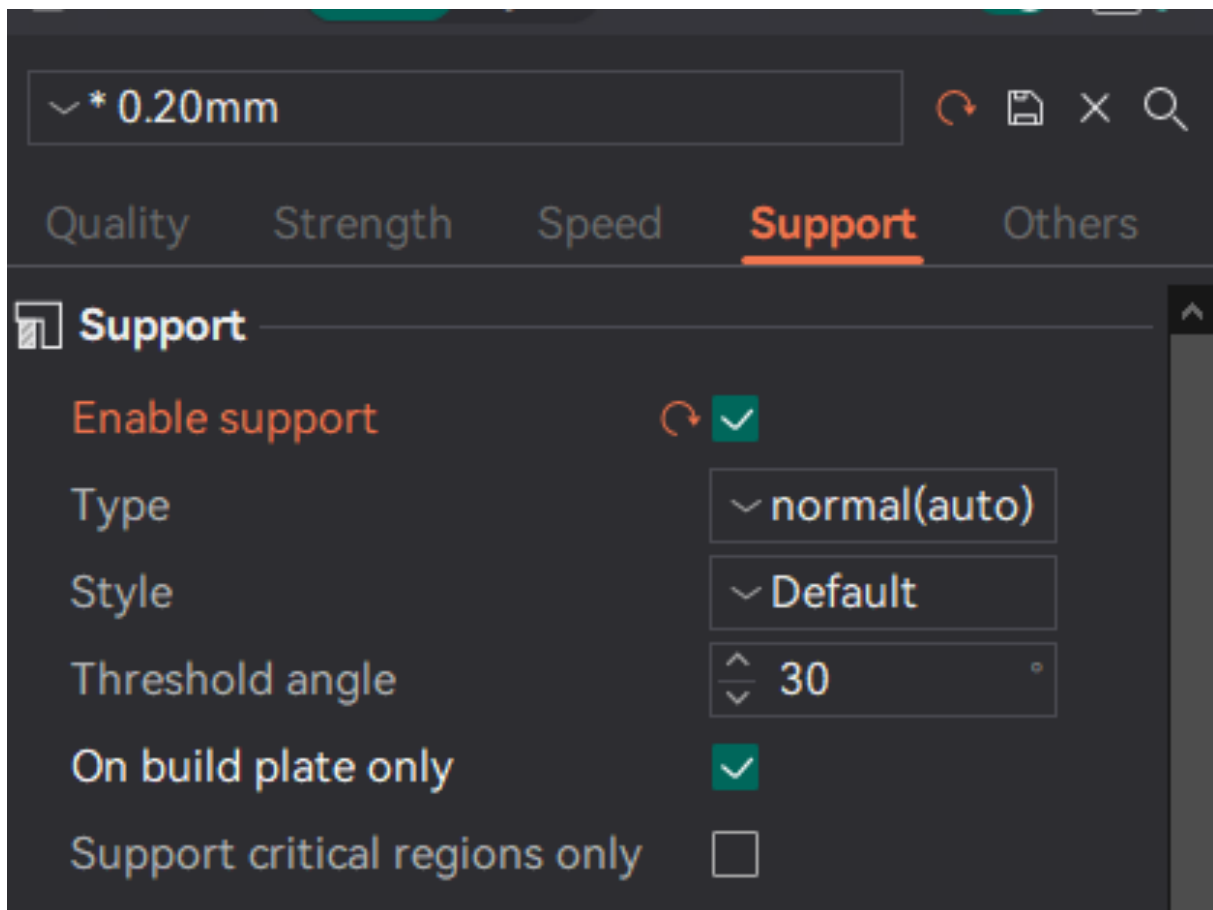 * 0.20mm
Quality Strength Speed Support Others
Support
Enable support
Type normal(auto)
Style Default
Threshold angle 30 °
On build plate only
Support critical regions only